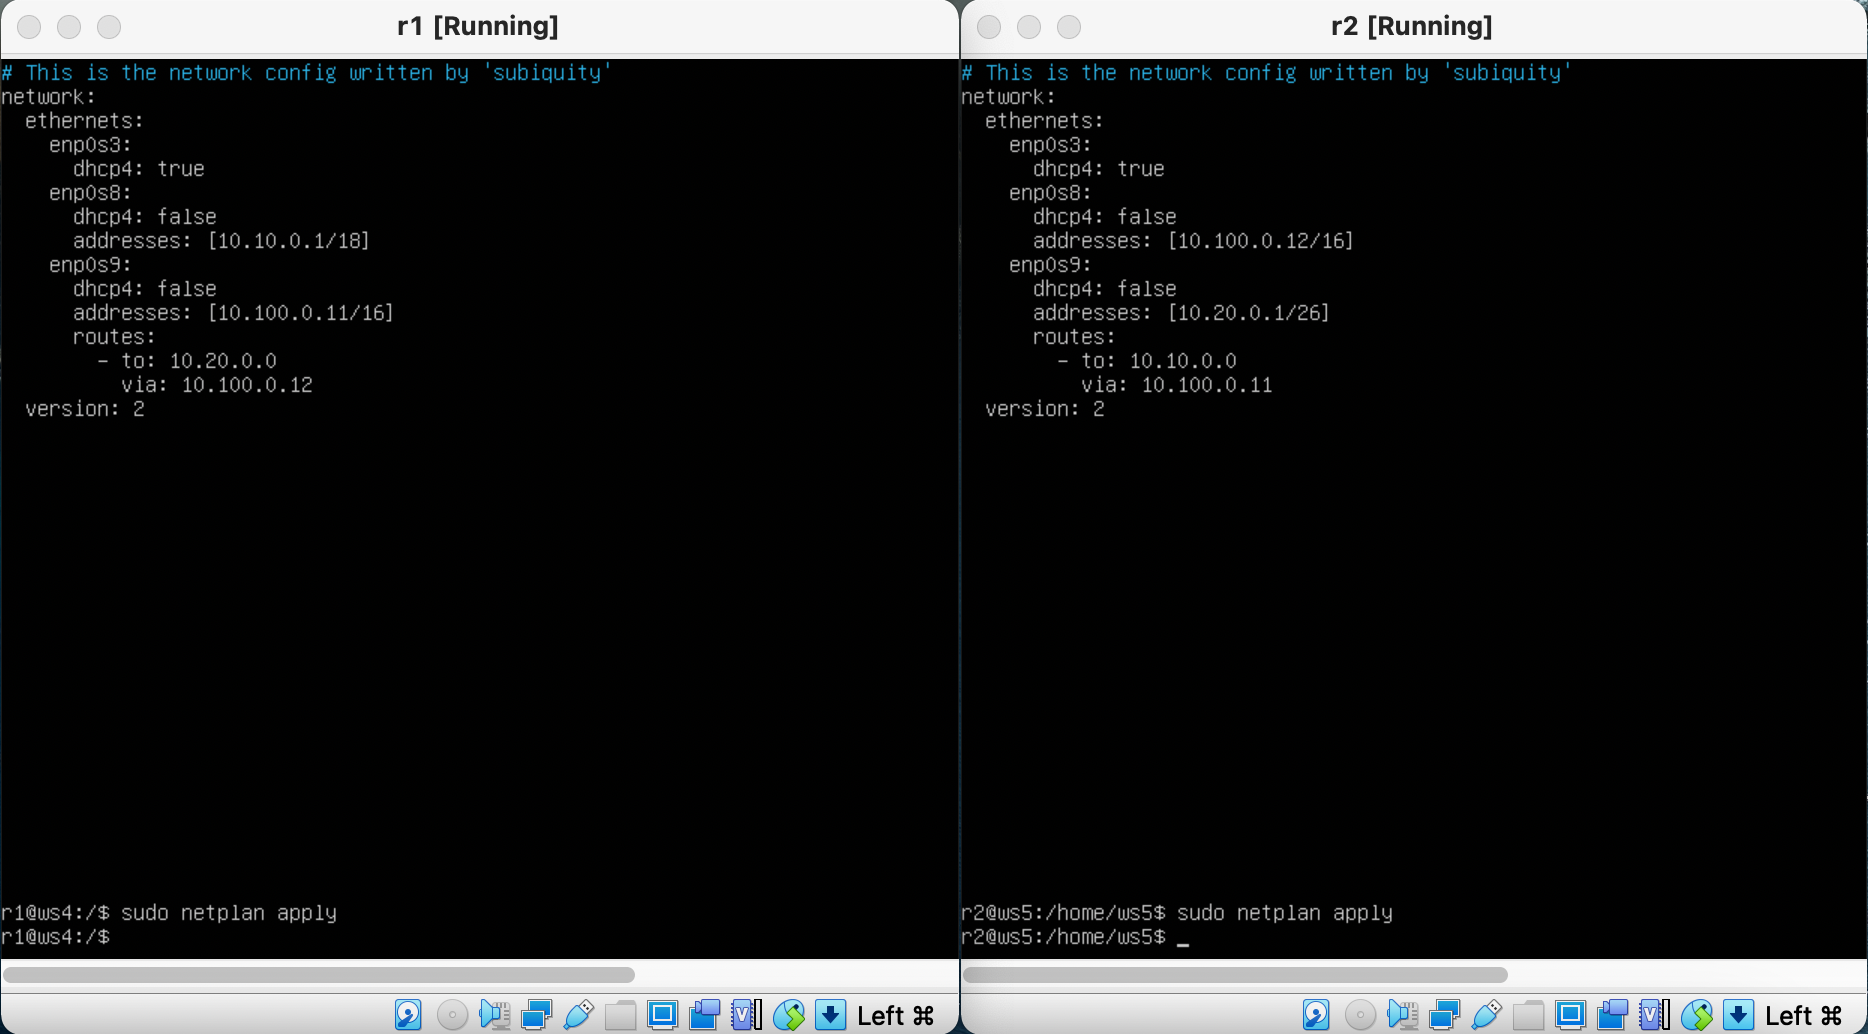 r1 [Running]
# This is the network config written by 'subiquity'
network:
  ethernets:
    enp0s3:
      dhcp4: true
    enp0s8:
      dhcp4: false
      addresses: [10.10.0.1/18]
    enp0s9:
      dhcp4: false
      addresses: [10.100.0.11/16]
      routes:
        - to: 10.20.0.0
          via: 10.100.0.12
  version: 2
r1@ws4:/$ sudo netplan apply
r1@ws4:/$
Left ⌘
r2 [Running]
# This is the network config written by 'subiquity'
network:
  ethernets:
    enp0s3:
      dhcp4: true
    enp0s8:
      dhcp4: false
      addresses: [10.100.0.12/16]
    enp0s9:
      dhcp4: false
      addresses: [10.20.0.1/26]
      routes:
        - to: 10.10.0.0
          via: 10.100.0.11
  version: 2
r2@ws5:/home/ws5$ sudo netplan apply
r2@ws5:/home/ws5$ _
Left ⌘